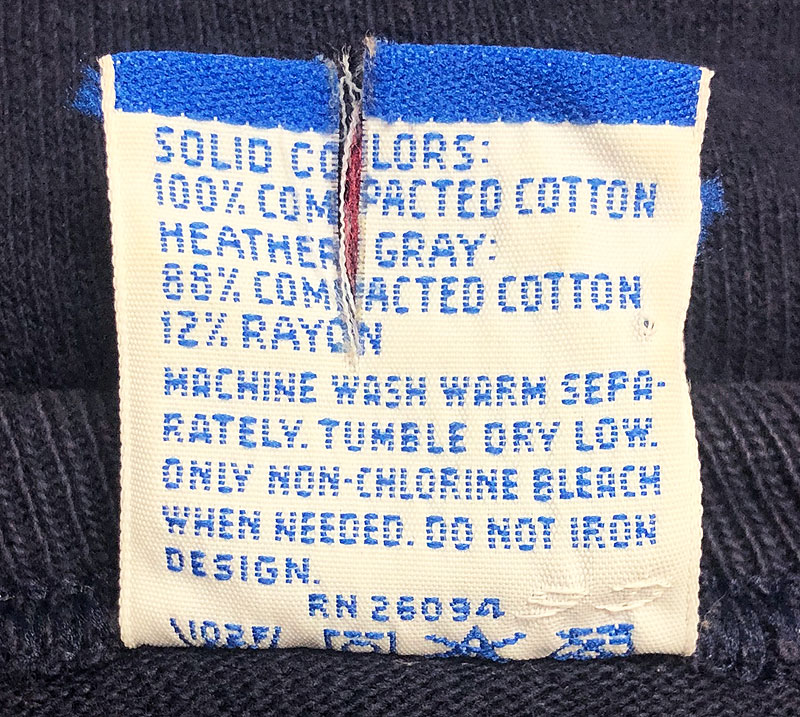 SOLID COLORS:
100% COMPACTED COTTON
HEATHER GRAY:
88% COMPACTED COTTON
12% RAYON
MACHINE WASH WARM SEPA-
RATELY. TUMBLE DRY LOW.
ONLY NON-CHLORINE BLEACH
WHEN NEEDED. DO NOT IRON
DESIGN.
RN 26094